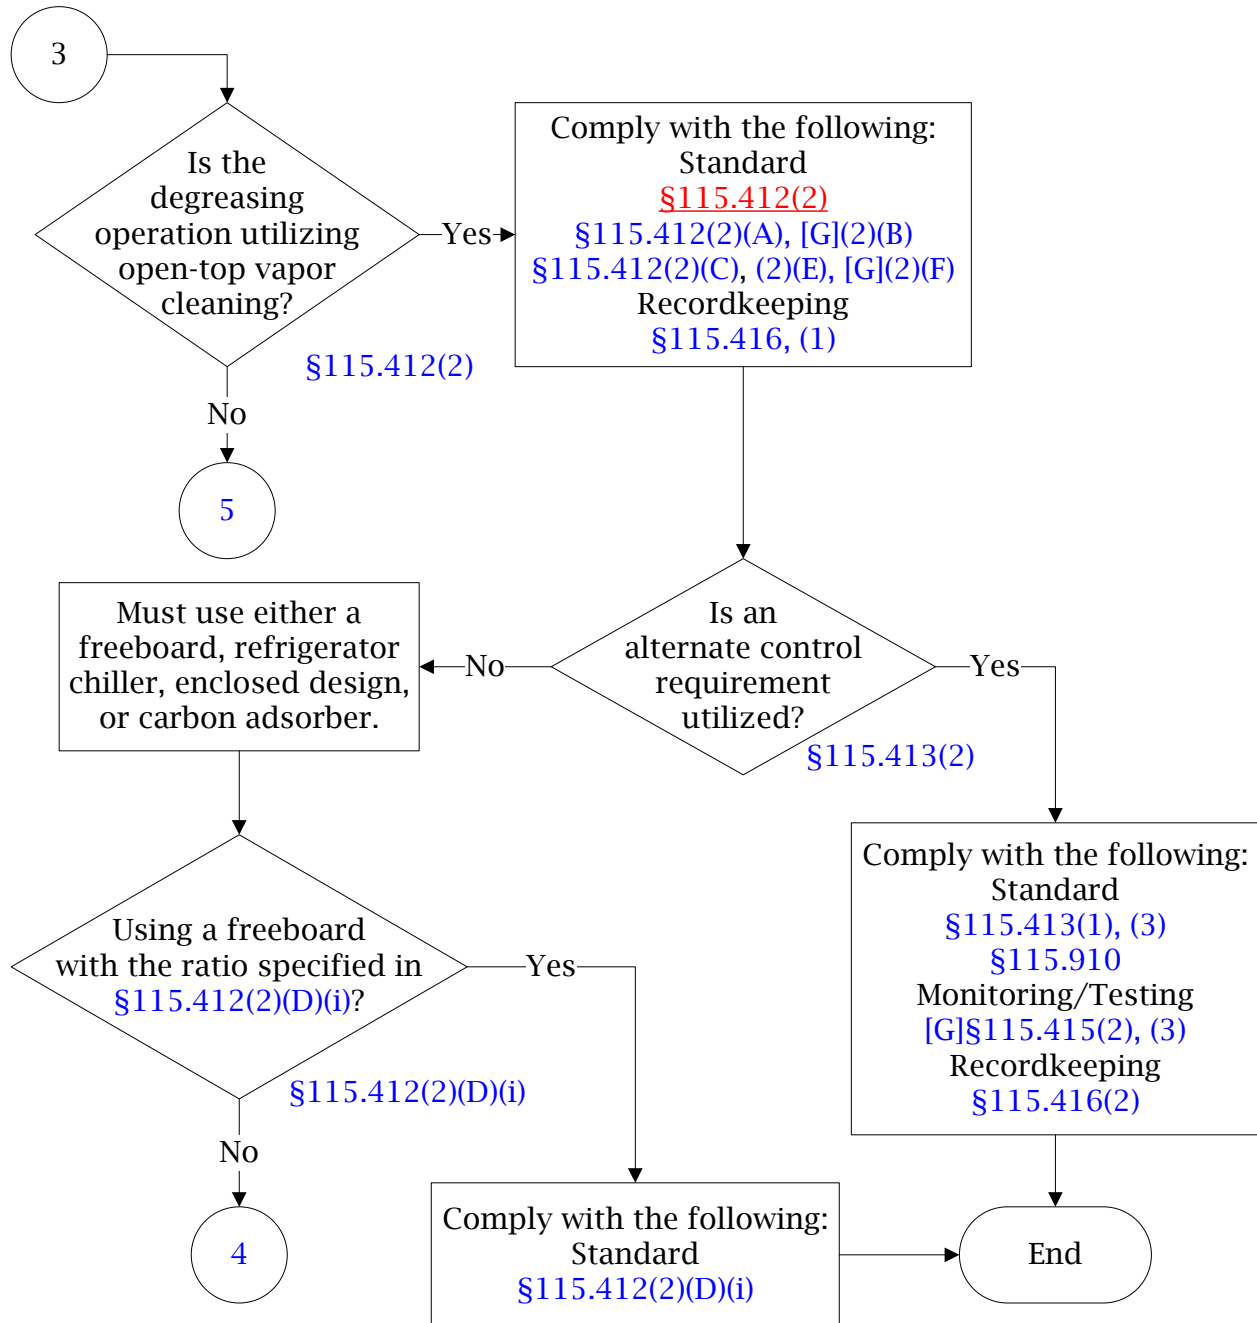 3
Is the
degreasing
operation utilizing
open-top vapor
cleaning?
§115.412(2)
Yes
Comply with the following:
Standard
§115.412(2)
§115.412(2)(A), [G](2)(B)
§115.412(2)(C), (2)(E), [G](2)(F)
Recordkeeping
§115.416, (1)
No
5
Is an
alternate control
requirement
utilized?
§115.413(2)
No
Must use either a
freeboard, refrigerator
chiller, enclosed design,
or carbon adsorber.
Yes
Comply with the following:
Standard
§115.413(1), (3)
§115.910
Monitoring/Testing
[G]§115.415(2), (3)
Recordkeeping
§115.416(2)
Using a freeboard
with the ratio specified in
§115.412(2)(D)(i)?
§115.412(2)(D)(i)
Yes
No
4
Comply with the following:
Standard
§115.412(2)(D)(i)
End